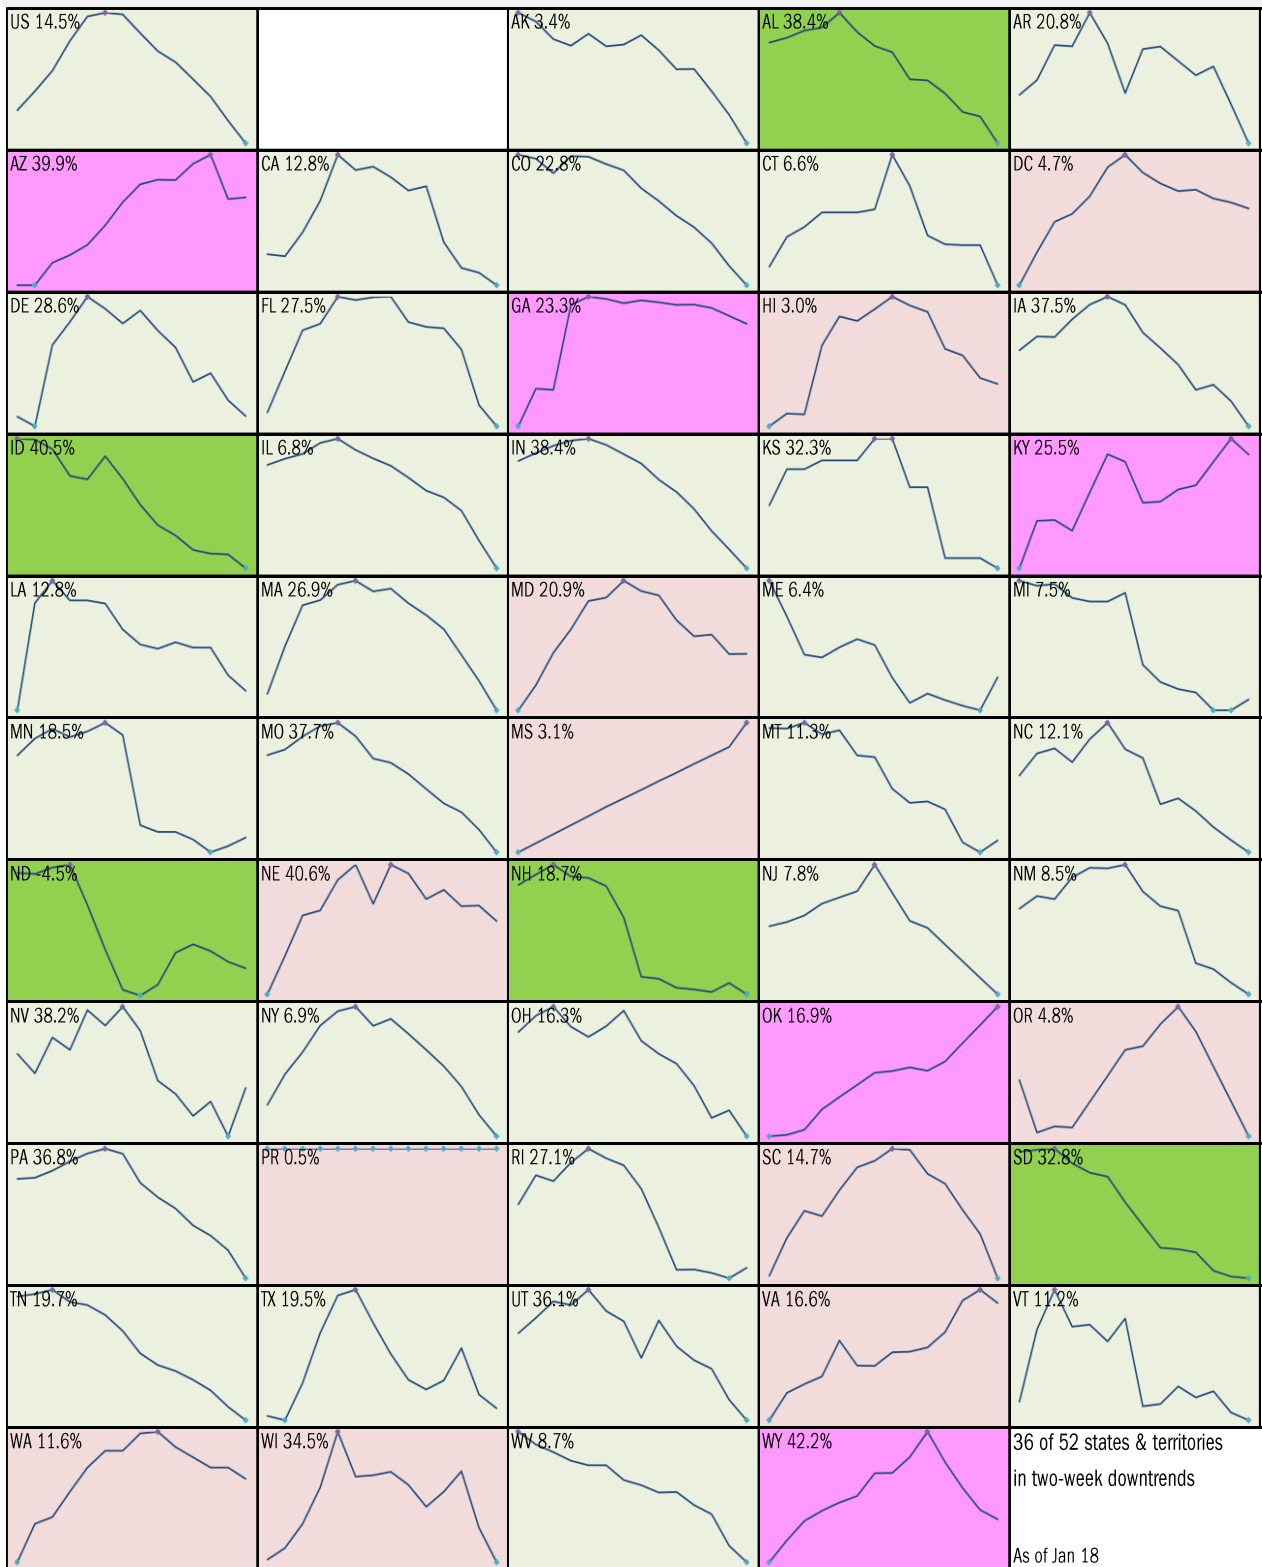 US 14.5%
AK 3.4%
AL 38.4%
AR 20.8%
AZ 39.9%
CA 12.8%
CO 22.8%
CT 6.6%
DC 4.7%
DE 28.6%
FL 27.5%
GA 23.3%
HI 3.0%
IA 37.5%
ID 40.5%
IL 6.8%
IN 38.4%
KS 32.3%
KY 25.5%
LA 12.8%
MA 26.9%
MD 20.9%
ME 6.4%
MI 7.5%
MN 18.5%
MO 37.7%
MS 3.1%
MT 11.3%
NC 12.1%
ND -4.5%
NE 40.6%
NH 18.7%
NJ 7.8%
NM 8.5%
NV 38.2%
NY 6.9%
OH 16.3%
OK 16.9%
OR 4.8%
PA 36.8%
PR 0.5%
RI 27.1%
SC 14.7%
SD 32.8%
TN 19.7%
TX 19.5%
UT 36.1%
VA 16.6%
VT 11.2%
WA 11.6%
WI 34.5%
WV 8.7%
WY 42.2%
36 of 52 states & territories
in two-week downtrends
As of Jan 18